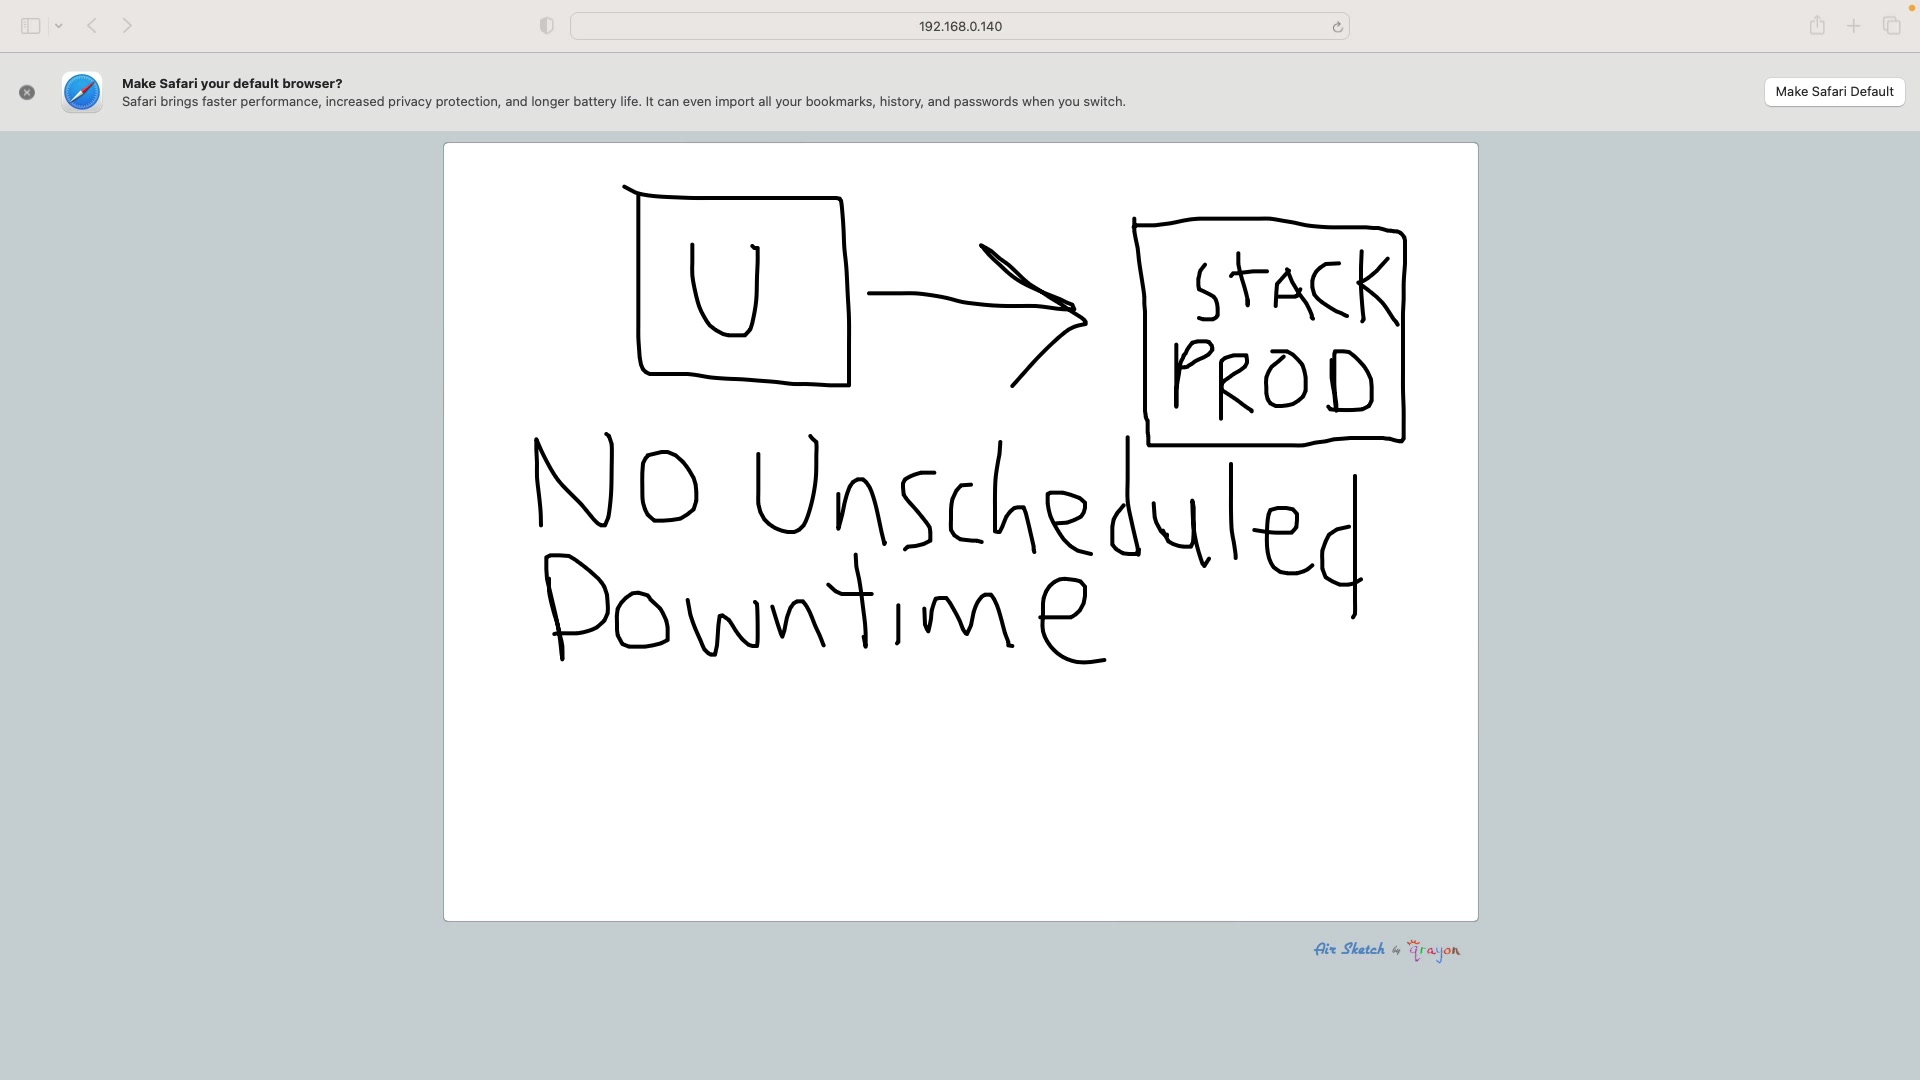 192.168.0.140
Make Safari your default browser?
Safari brings faster performance, increased privacy protection, and longer battery life. It can even import all your bookmarks, history, and passwords when you switch.
Make Safari Default
U
STACK
PROD
NO Unscheduled
Downtime
Air Sketch by qrayon